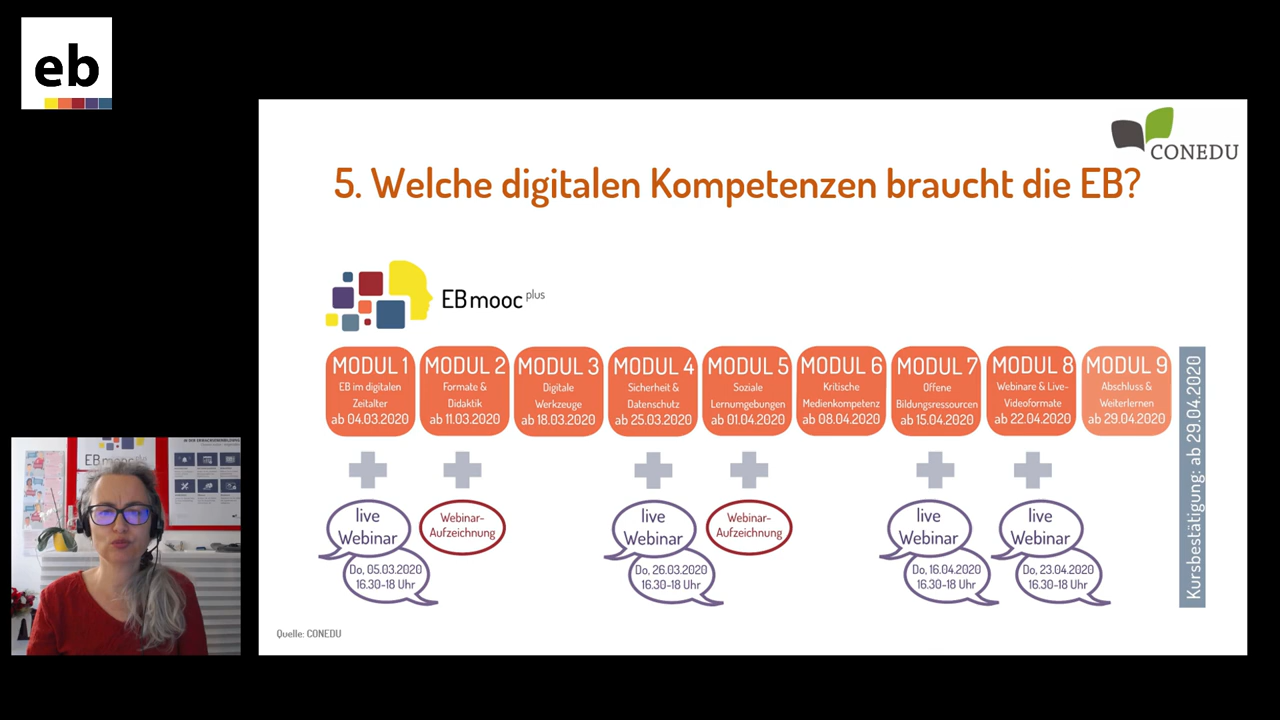 eb
CONEDU
5. Welche digitalen Kompetenzen braucht die EB?
EBmooc plus
MODUL 1
EB im digitalen
Zeitalter
ab 04.03.2020
MODUL 2
Formate &
Didaktik
ab 11.03.2020
MODUL 3
Digitale
Werkzeuge
ab 18.03.2020
MODUL 4
Sicherheit &
Datenschutz
ab 25.03.2020
MODUL 5
Soziale
Lernumgebungen
ab 01.04.2020
MODUL 6
Kritische
Medienkompetenz
ab 08.04.2020
MODUL 7
Offene
Bildungsressourcen
ab 15.04.2020
MODUL 8
Webinare & Live-
Videoformate
ab 22.04.2020
MODUL 9
Abschluss &
Weiterlernen
ab 29.04.2020
Kursbestätigung: ab 29.04.2020
live
Webinar
Do, 05.03.2020
16.30-18 Uhr
Webinar-
Aufzeichnung
live
Webinar
Do, 26.03.2020
16.30-18 Uhr
Webinar-
Aufzeichnung
live
Webinar
Do, 16.04.2020
16.30-18 Uhr
live
Webinar
Do, 23.04.2020
16.30-18 Uhr
EBmooc
Quelle: CONEDU